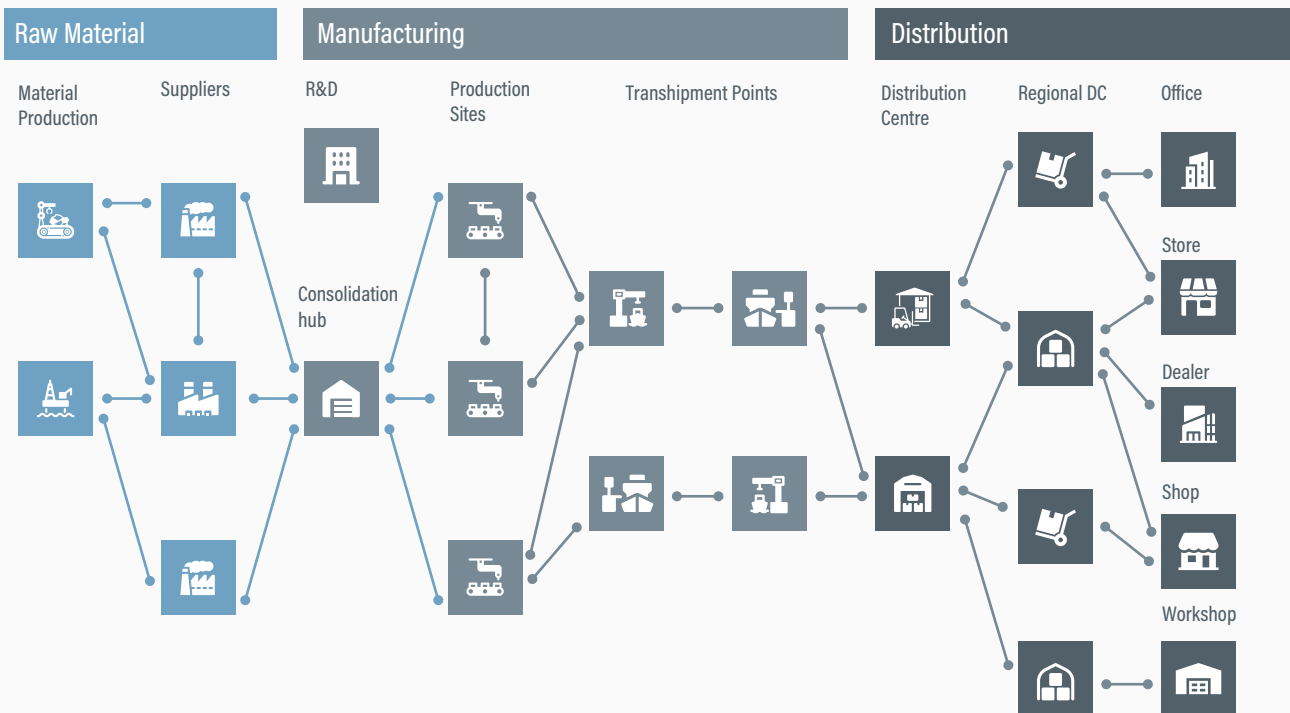 Raw Material
Manufacturing
Distribution
Material
Production
Suppliers
R&D
Production
Sites
Transhipment Points
Distribution
Centre
Regional DC
Office
Store
Consolidation
hub
Dealer
Shop
Workshop